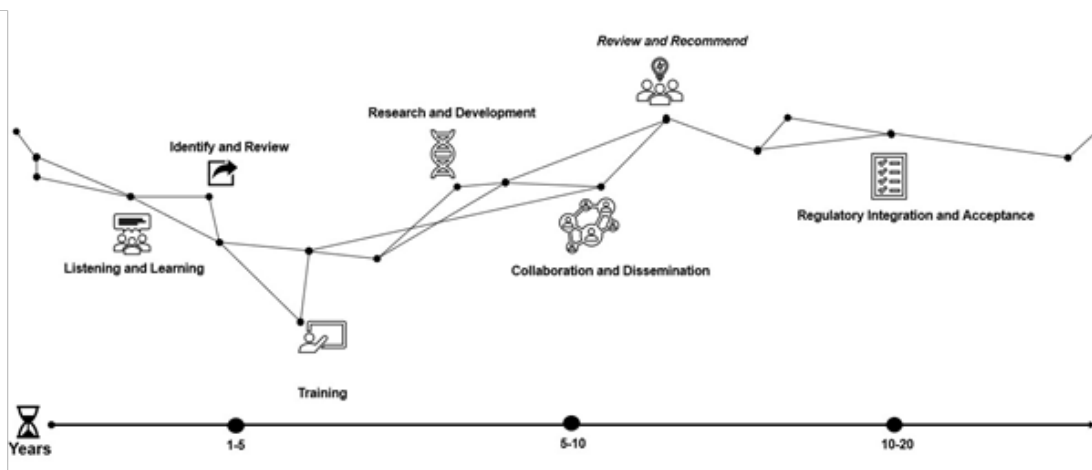 Review and Recommend
Research and Development
Identify and Review
Regulatory Integration and Acceptance
Listening and Learning
Collaboration and Dissemination
Training
Years
1-5
5-10
10-20